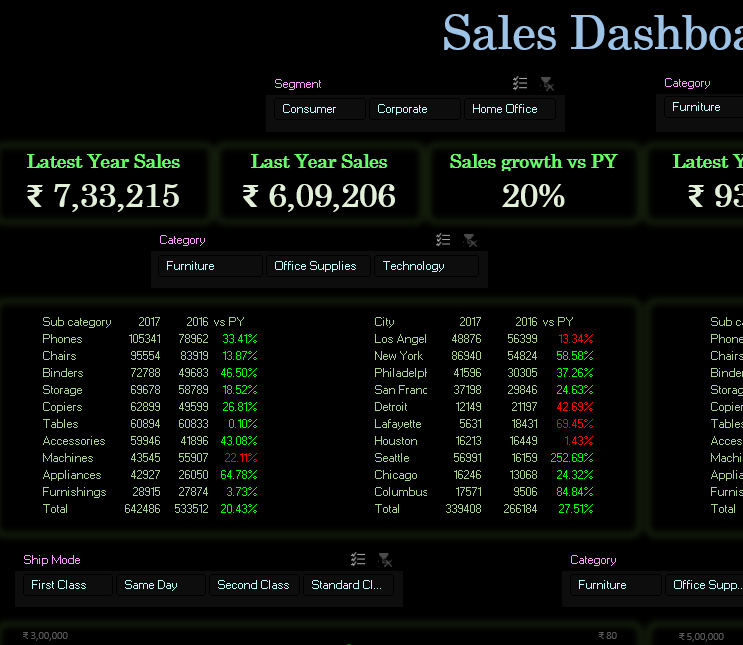 Sales Dashboa
Segment
Category
Consumer Corporate Home Office
Furniture
Latest Year Sales Last Year Sales Sales growth vs PY Latest Y
₹ 7,33,215 ₹ 6,09,206 20% ₹ 93
Category
Furniture Office Supplies Technology
Sub category 2017 2016 vs PY City 2017 2016 vs PY Sub c
Phones 105341 78962 33.41% Los Angel 48876 56399 13.34% Phone
Chairs 95554 83919 13.87% New York 86940 54824 58.58% Chairs
Binders 72788 49683 46.50% Philadelph 41596 30305 37.26% Binder
Storage 69678 58789 18.52% San Franc 37198 29846 24.63% Storag
Copiers 62899 49599 26.81% Detroit 12149 21197 42.69% Copier
Tables 60894 60833 0.10% Lafayette 5631 18431 69.45% Tables
Accessories 59946 41896 43.08% Houston 16213 16449 1.43% Acces
Machines 43545 55907 22.11% Seattle 56991 16159 252.69% Machi
Appliances 42927 26050 64.78% Chicago 16246 13068 24.32% Applia
Furnishings 28915 27874 3.73% Columbus 17571 9506 84.84% Furnis
Total 642486 533512 20.43% Total 339408 266184 27.51% Total
Ship Mode Category
First Class Same Day Second Class Standard Cl... Furniture Office Supp...
₹ 3,00,000 ₹ 80 ₹ 5,00,000